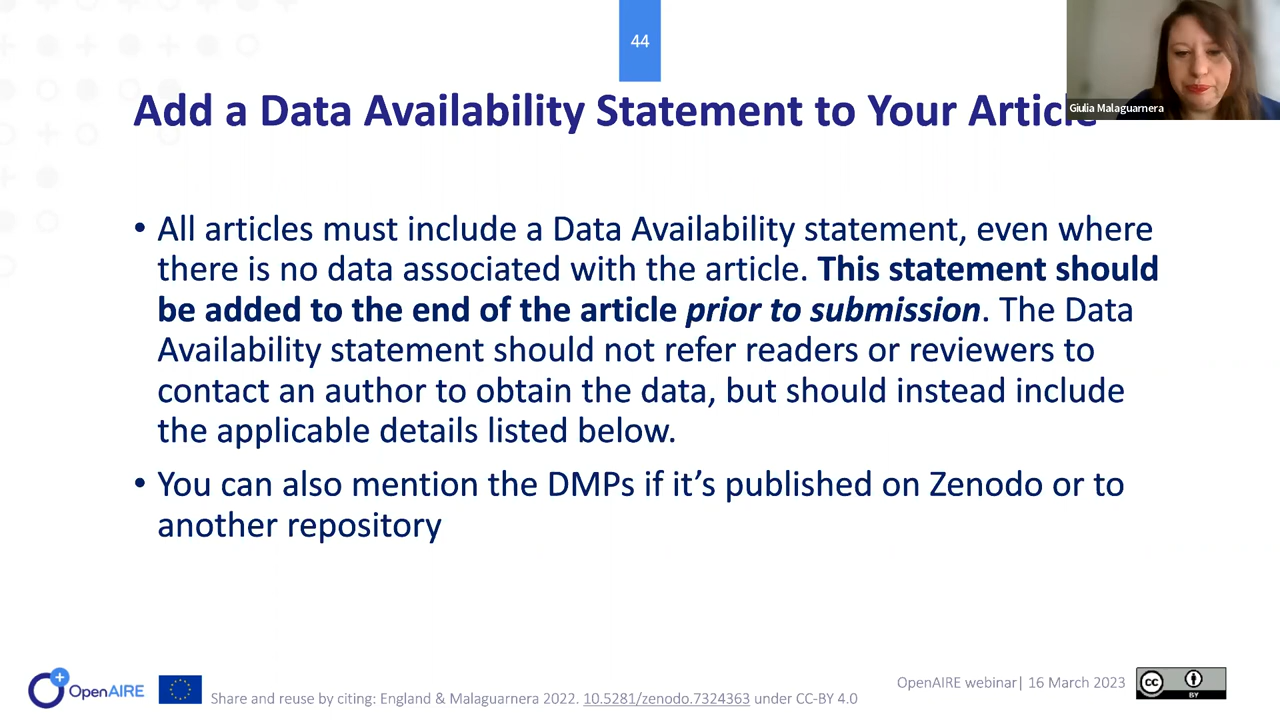 44
Giulia Malaguarnera
Add a Data Availability Statement to Your Article
• All articles must include a Data Availability statement, even where
there is no data associated with the article. This statement should
be added to the end of the article prior to submission. The Data
Availability statement should not refer readers or reviewers to
contact an author to obtain the data, but should instead include
the applicable details listed below.
• You can also mention the DMPs if it's published on Zenodo or to
another repository
OpenAIRE
Share and reuse by citing: England & Malaguarnera 2022. 10.5281/zenodo.7324363 under CC-BY 4.0
OpenAIRE webinar| 16 March 2023
cc
BY